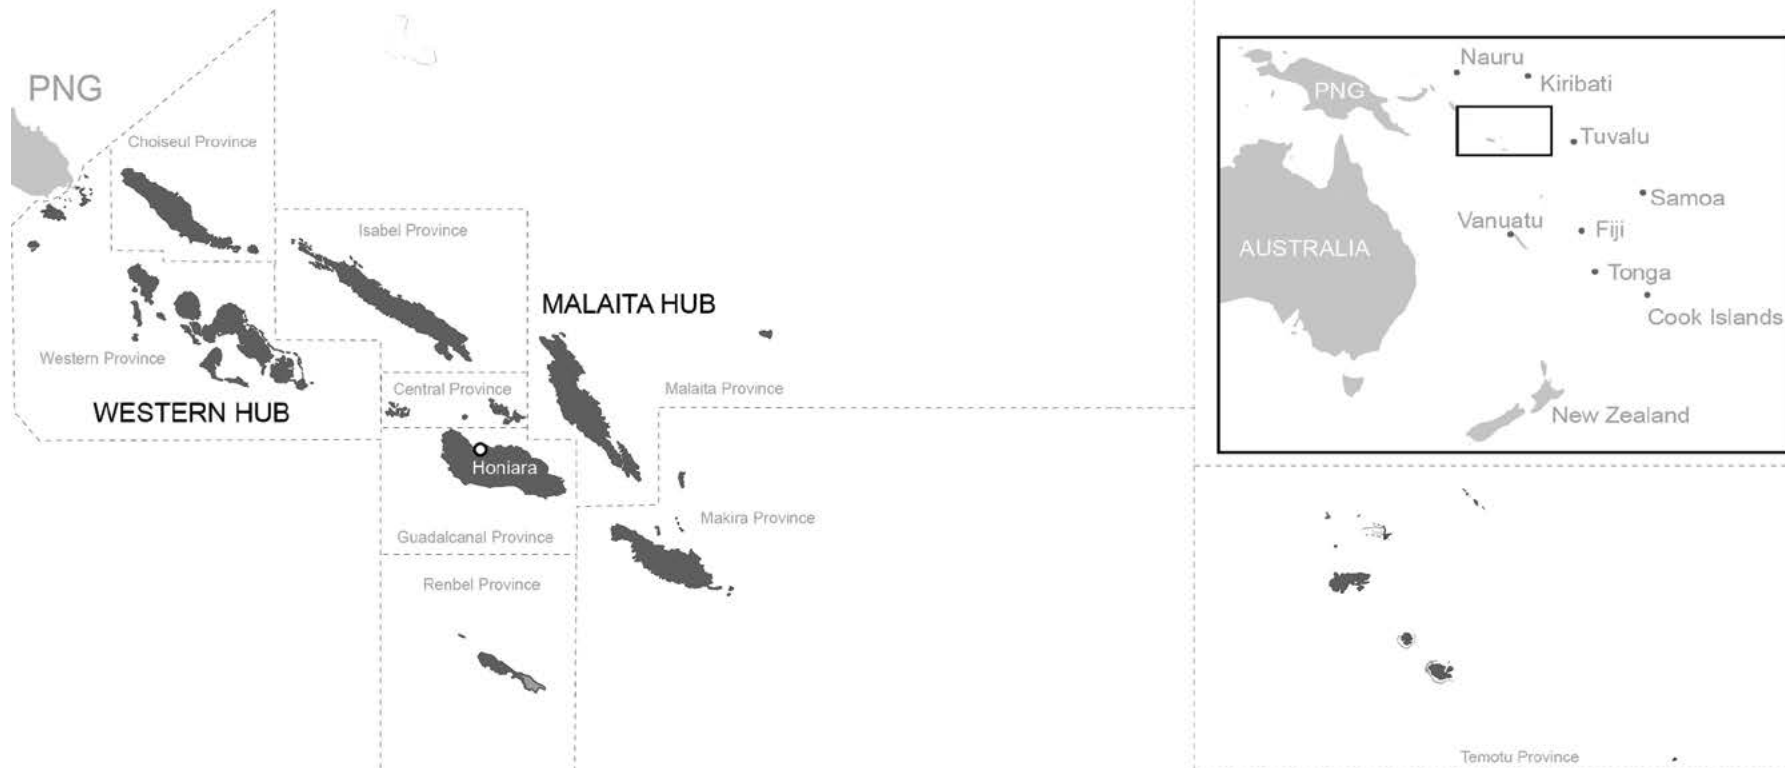 PNG
Choiseul Province
Isabel Province
MALAITA HUB
Western Province
WESTERN HUB
Central Province
Malaita Province
Honiara
Guadalcanal Province
Makira Province
Renbel Province
Temotu Province
Nauru
PNG
Kiribati
Tuvalu
Samoa
Vanuatu
Fiji
AUSTRALIA
Tonga
Cook Islands
New Zealand